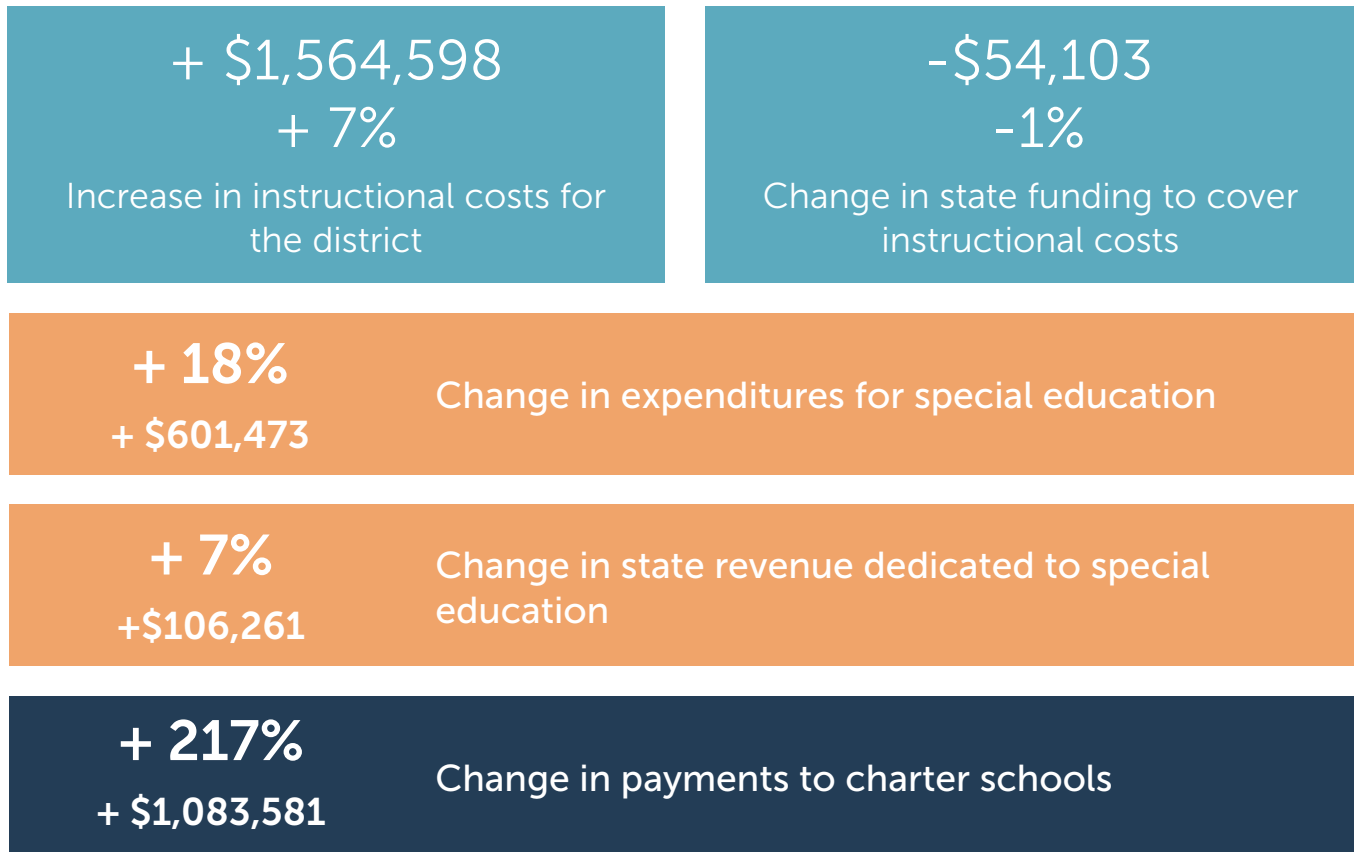 + $1,564,598
+ 7%
Increase in instructional costs for
the district
-$54,103
-1%
Change in state funding to cover
instructional costs
+ 18%
+ $601,473
Change in expenditures for special education
+ 7%
+$106,261
Change in state revenue dedicated to special
education
+ 217%
+ $1,083,581
Change in payments to charter schools